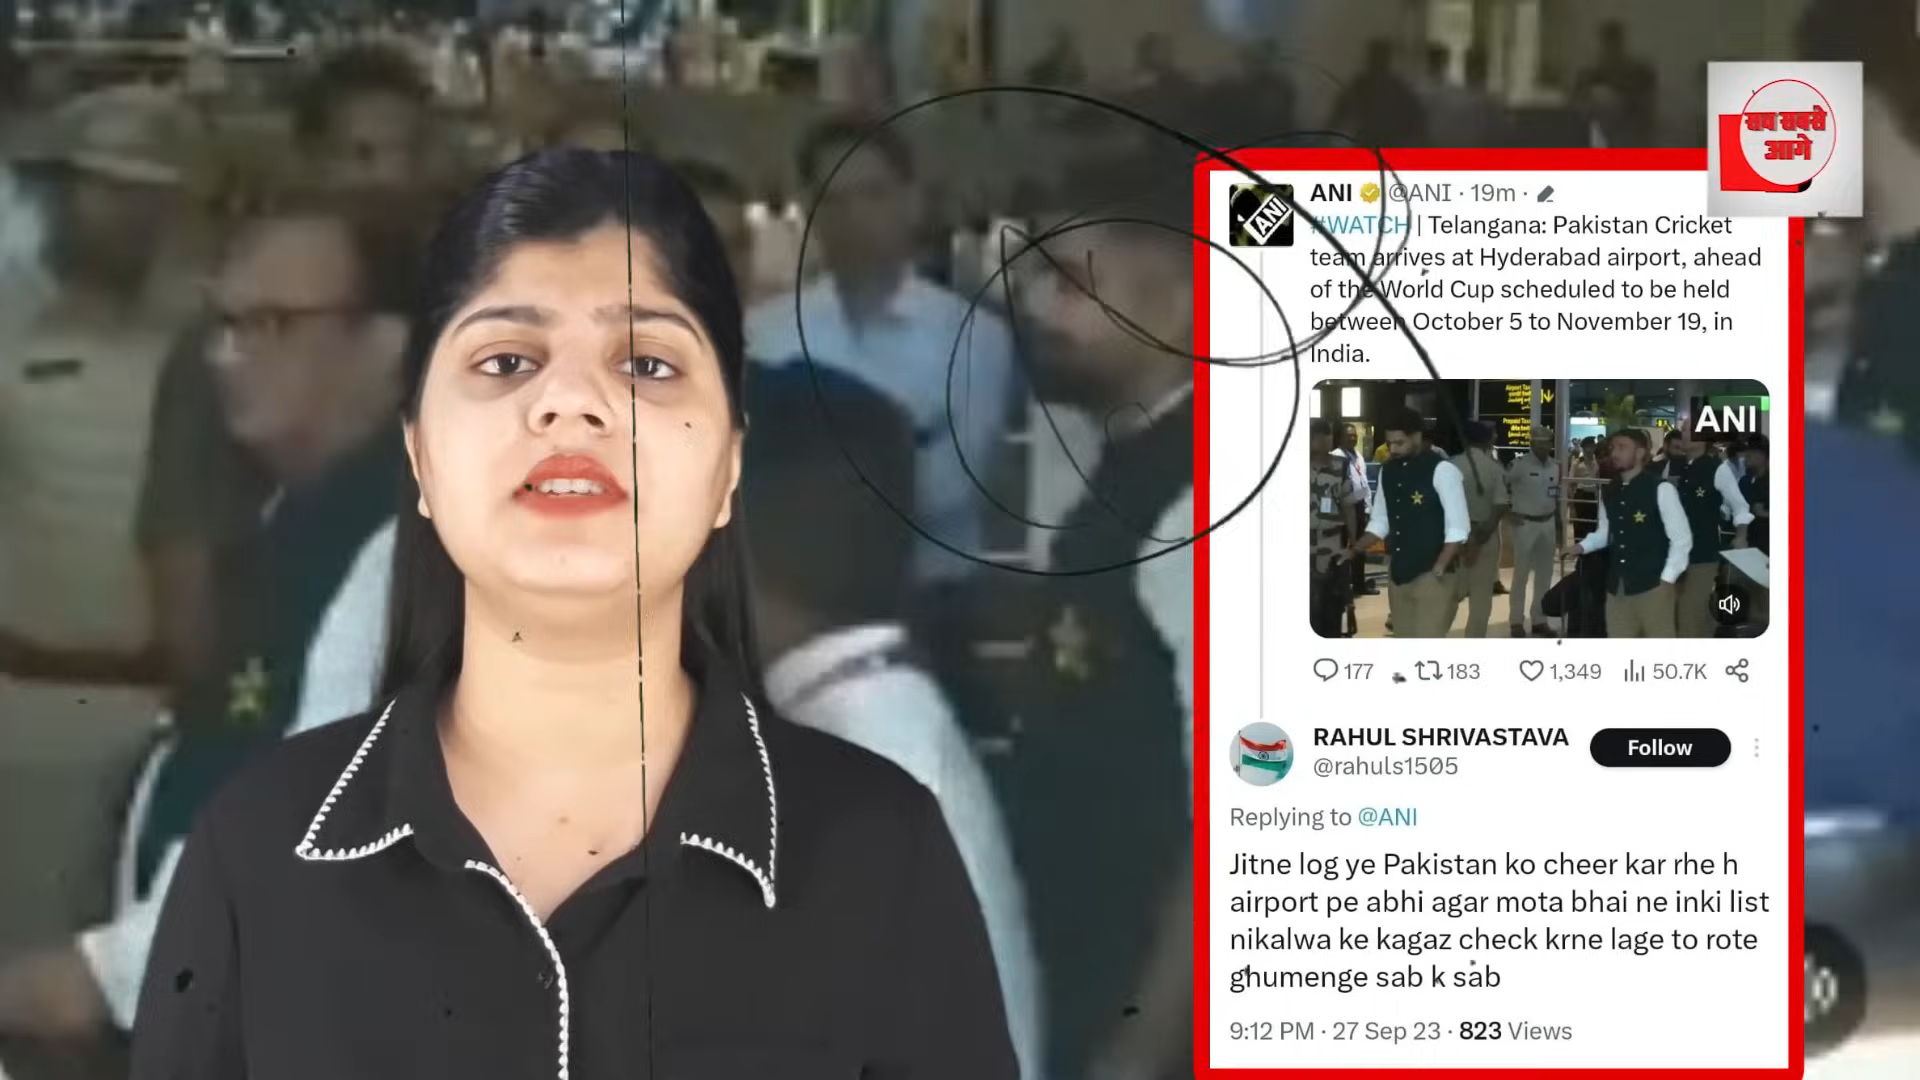 सच सबसे
आगे
ANI @ANI · 19m ·
#WATCH | Telangana: Pakistan Cricket
team arrives at Hyderabad airport, ahead
of the World Cup scheduled to be held
between October 5 to November 19, in
India.
ANI
ANI
177 183 1,349 50.7K
RAHUL SHRIVASTAVA
@rahuls1505
Follow
Replying to @ANI
Jitne log ye Pakistan ko cheer kar rhe h
airport pe abhi agar mota bhai ne inki list
nikalwa ke kagaz check krne lage to rote
ghumenge sab k sab
9:12 PM · 27 Sep 23 · 823 Views